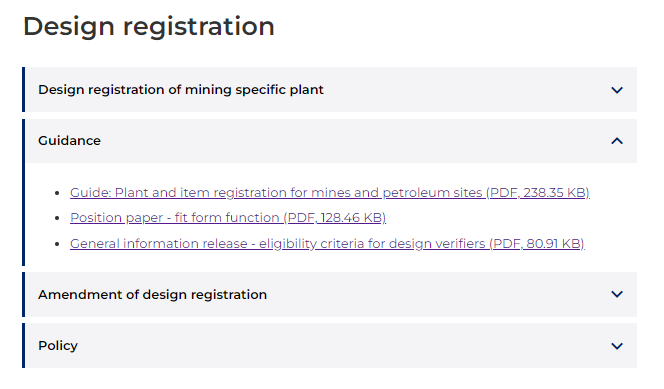 Design registration
Design registration of mining specific plant
Guidance
Guide: Plant and item registration for mines and petroleum sites (PDF, 238.35 KB)
Position paper - fit form function (PDF, 128.46 KB)
General information release - eligibility criteria for design verifiers (PDF, 80.91 KB)
Amendment of design registration
Policy